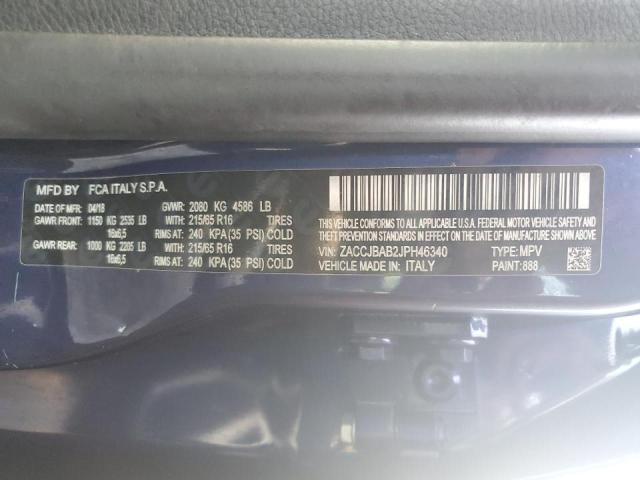 MFD BY FCA ITALY S.P.A.
DATE OF MFD: 04/18 GVWR: 2080 KG 4586 LB
GAWR FRONT: 1150 KG 2535 LB WITH: 215/65 R16 TIRES
16x6,5 RIMS AT: 240 KPA (35 PSI) COLD
GAWR REAR: 1000 KG 2205 LB WITH: 215/65 R16 TIRES
16x6,5 RIMS AT: 240 KPA (35 PSI) COLD
THIS VEHICLE CONFORMS TO ALL APPLICABLE U.S. FEDERAL MOTOR VEHICLE SAFETY
AND THEFT PREVENTION STANDARDS IN EFFECT ON THE DATE OF MFR SHOWN ABOVE
VIN: ZACCJBAB2JPH46340 TYPE: MPV
VEHICLE MADE IN: ITALY PAINT: 888